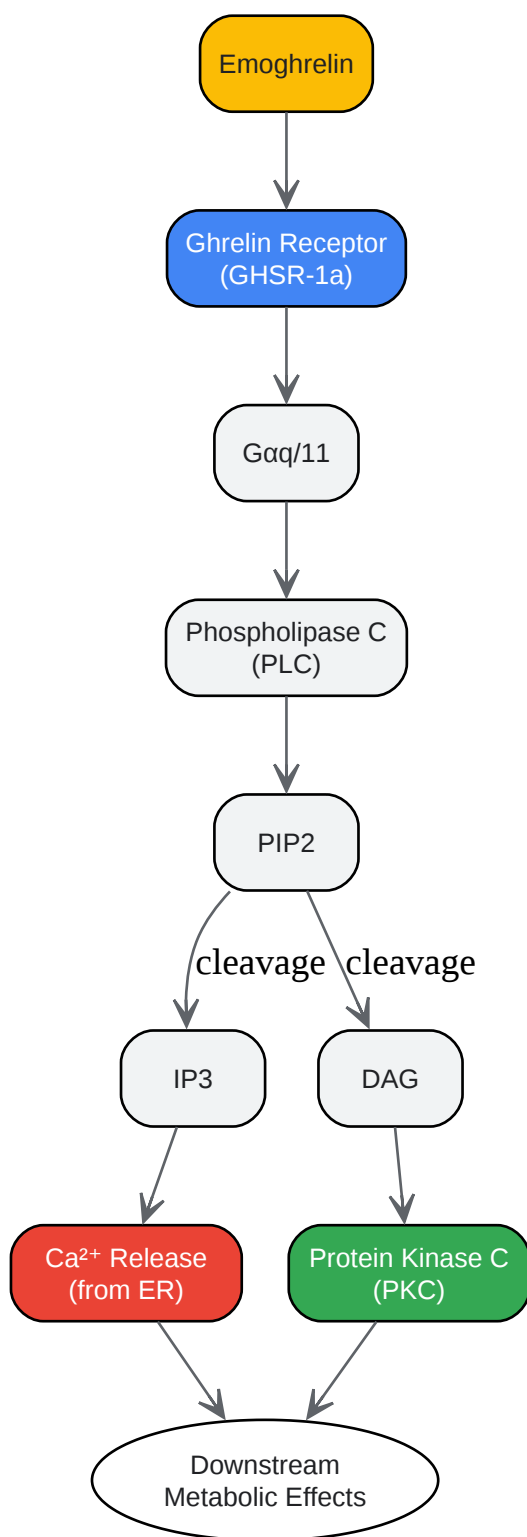 Emoghrelin
Ghrelin Receptor
(GHSR-1a)
Gαq/11
Phospholipase C
(PLC)
PIP2
cleavage
cleavage
IP3
DAG
Ca²⁺ Release
(from ER)
Protein Kinase C
(PKC)
Downstream
Metabolic Effects